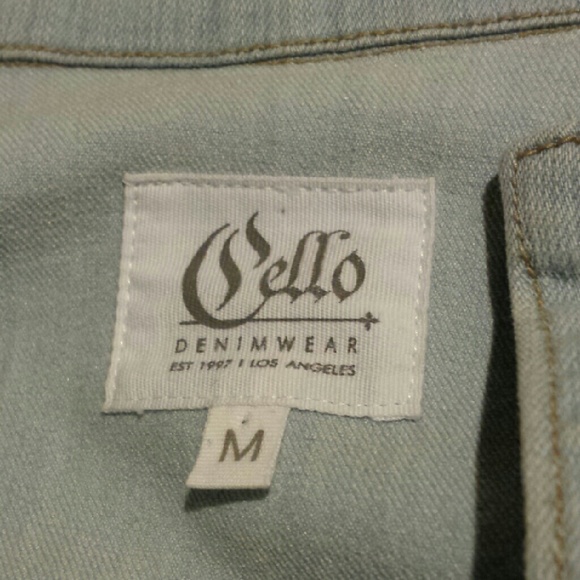 Cello
DENIMWEAR
EST 1997 | LOS ANGELES
M